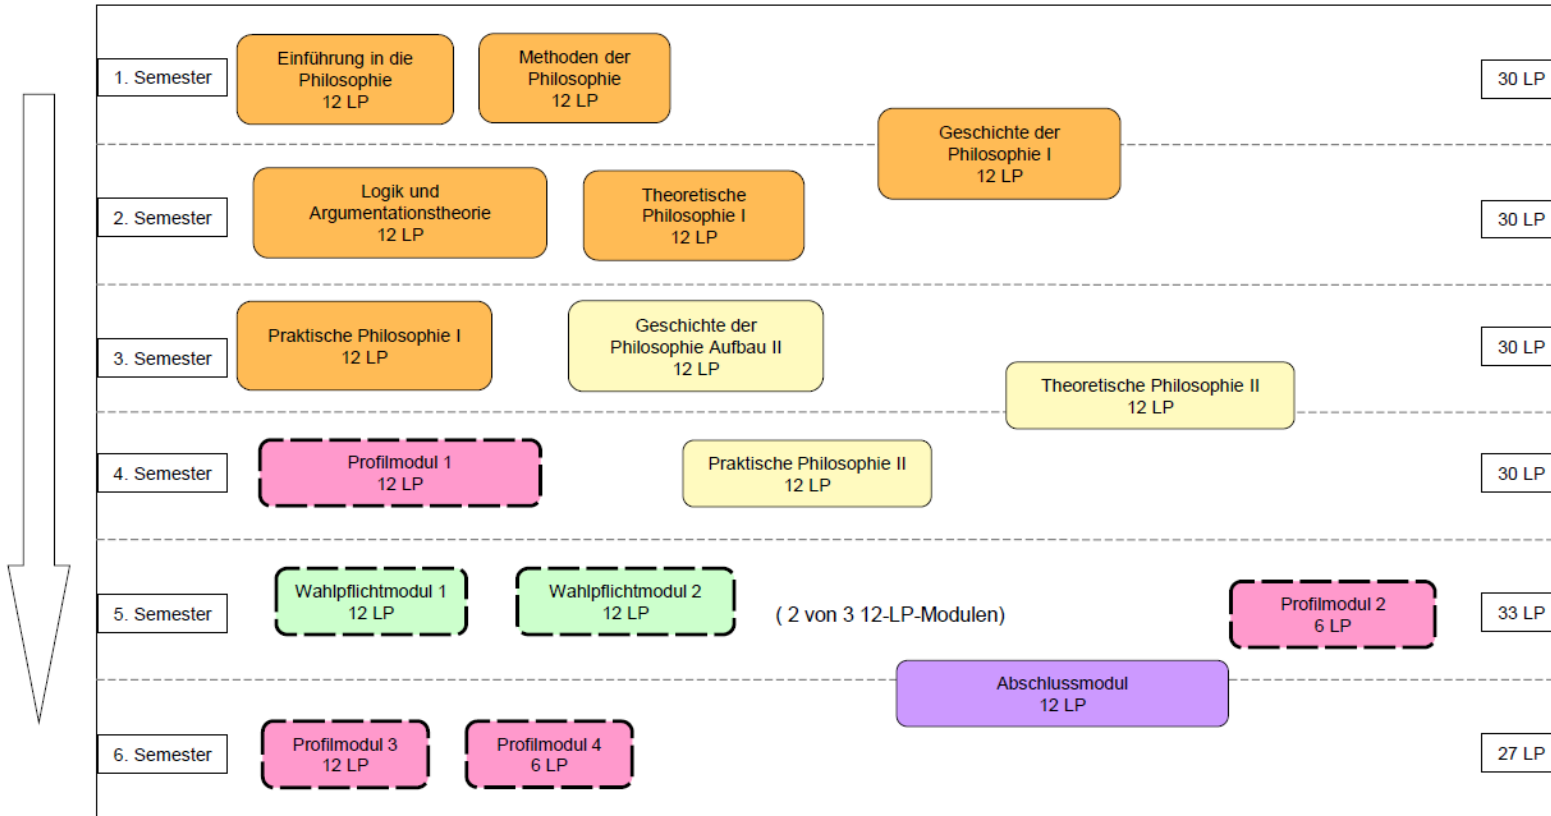 1. Semester
Einführung in die
Philosophie
12 LP
Methoden der
Philosophie
12 LP
30 LP
Geschichte der
Philosophie I
12 LP
2. Semester
Logik und
Argumentationstheorie
12 LP
Theoretische
Philosophie I
12 LP
30 LP
3. Semester
Praktische Philosophie I
12 LP
Geschichte der
Philosophie Aufbau II
12 LP
30 LP
Theoretische Philosophie II
12 LP
4. Semester
Profilmodul 1
12 LP
Praktische Philosophie II
12 LP
30 LP
5. Semester
Wahlpflichtmodul 1
12 LP
Wahlpflichtmodul 2
12 LP
( 2 von 3 12-LP-Modulen)
Profilmodul 2
6 LP
33 LP
Abschlussmodul
12 LP
6. Semester
Profilmodul 3
12 LP
Profilmodul 4
6 LP
27 LP